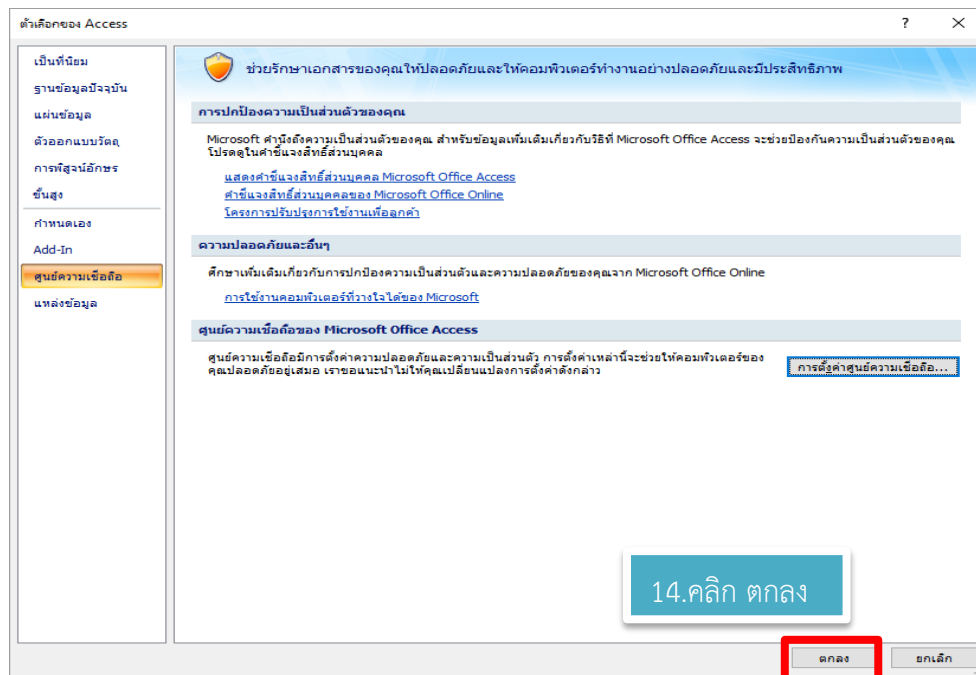 ตัวเลือกของ Access
?
เป็นที่นิยม
ฐานข้อมูลปัจจุบัน
แผ่นข้อมูล
ตัวออกแบบวัตถุ
การพิสูจน์อักษร
ขั้นสูง
กำหนดเอง
Add-In
ศูนย์ความเชื่อถือ
แหล่งข้อมูล
ช่วยรักษาเอกสารของคุณให้ปลอดภัยและให้คอมพิวเตอร์ทำงานอย่างปลอดภัยและมีประสิทธิภาพ
การปกป้องความเป็นส่วนตัวของคุณ
Microsoft คำนึงถึงความเป็นส่วนตัวของคุณ สำหรับข้อมูลเพิ่มเติมเกี่ยวกับวิธีที่ Microsoft Office Access จะช่วยป้องกันความเป็นส่วนตัวของคุณ
โปรดดูในคำชี้แจงสิทธิ์ส่วนบุคคล
แสดงคำชี้แจงสิทธิ์ส่วนบุคคล Microsoft Office Access
คำชี้แจงสิทธิ์ส่วนบุคคลของ Microsoft Office Online
โครงการปรับปรุงการใช้งานเพื่อลูกค้า
ความปลอดภัยและอื่นๆ
ศึกษาเพิ่มเติมเกี่ยวกับการปกป้องความเป็นส่วนตัวและความปลอดภัยของคุณจาก Microsoft Office Online
การใช้งานคอมพิวเตอร์ที่วางใจได้ของ Microsoft
ศูนย์ความเชื่อถือของ Microsoft Office Access
ศูนย์ความเชื่อถือมีการตั้งค่าความปลอดภัยและความเป็นส่วนตัว การตั้งค่าเหล่านี้จะช่วยให้คอมพิวเตอร์ของ
คุณปลอดภัยอยู่เสมอ เราขอแนะนำไม่ให้คุณเปลี่ยนแปลงการตั้งค่าดังกล่าว
การตั้งค่าศูนย์ความเชื่อถือ...
14.คลิก ตกลง
ตกลง
ยกเลิก